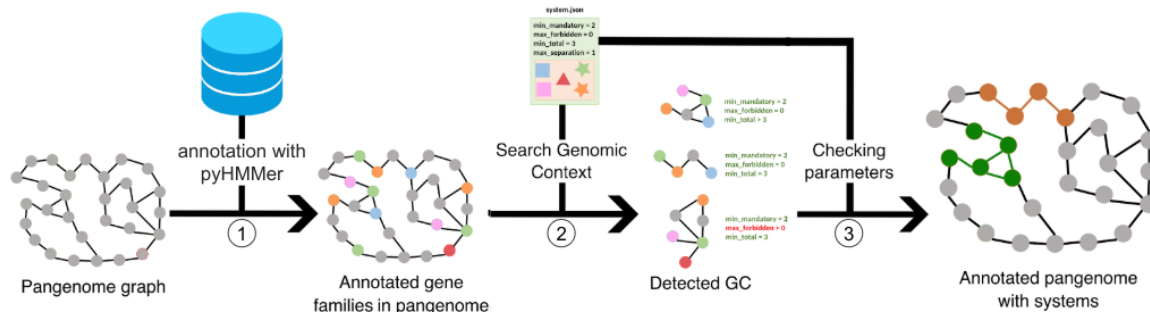 system.json
min_mandatory = 2
max_forbidden = 0
min_total = 3
max_separation = 1
annotation with
pyHMMer
1
Pangenome graph
Annotated gene
families in pangenome
Search Genomic
Context
2
min_mandatory = 2
max_forbidden = 0
min_total > 3
min_mandatory = 2
max_forbidden = 0
min_total = 3
min_mandatory = 2
max_forbidden > 0
min_total = 3
Detected GC
Checking
parameters
3
Annotated pangenome
with systems